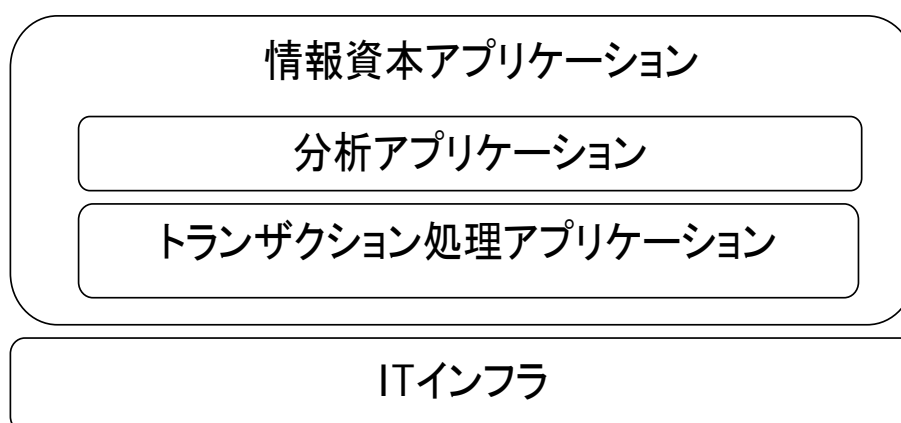 情報資本アプリケーション
分析アプリケーション
トランザクション処理アプリケーション
ITインフラ